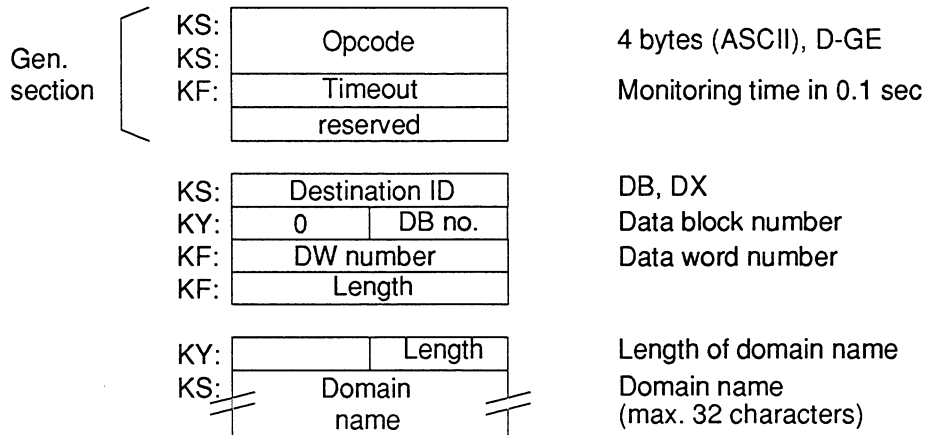 KS: Opcode 4 bytes (ASCII), D-GE
KS:
Gen. section
KF: Timeout Monitoring time in 0.1 sec
reserved
KS: Destination ID DB, DX
KY: 0 DB no. Data block number
KF: DW number Data word number
KF: Length
KY: Length Length of domain name
KS: Domain name Domain name
(max. 32 characters)